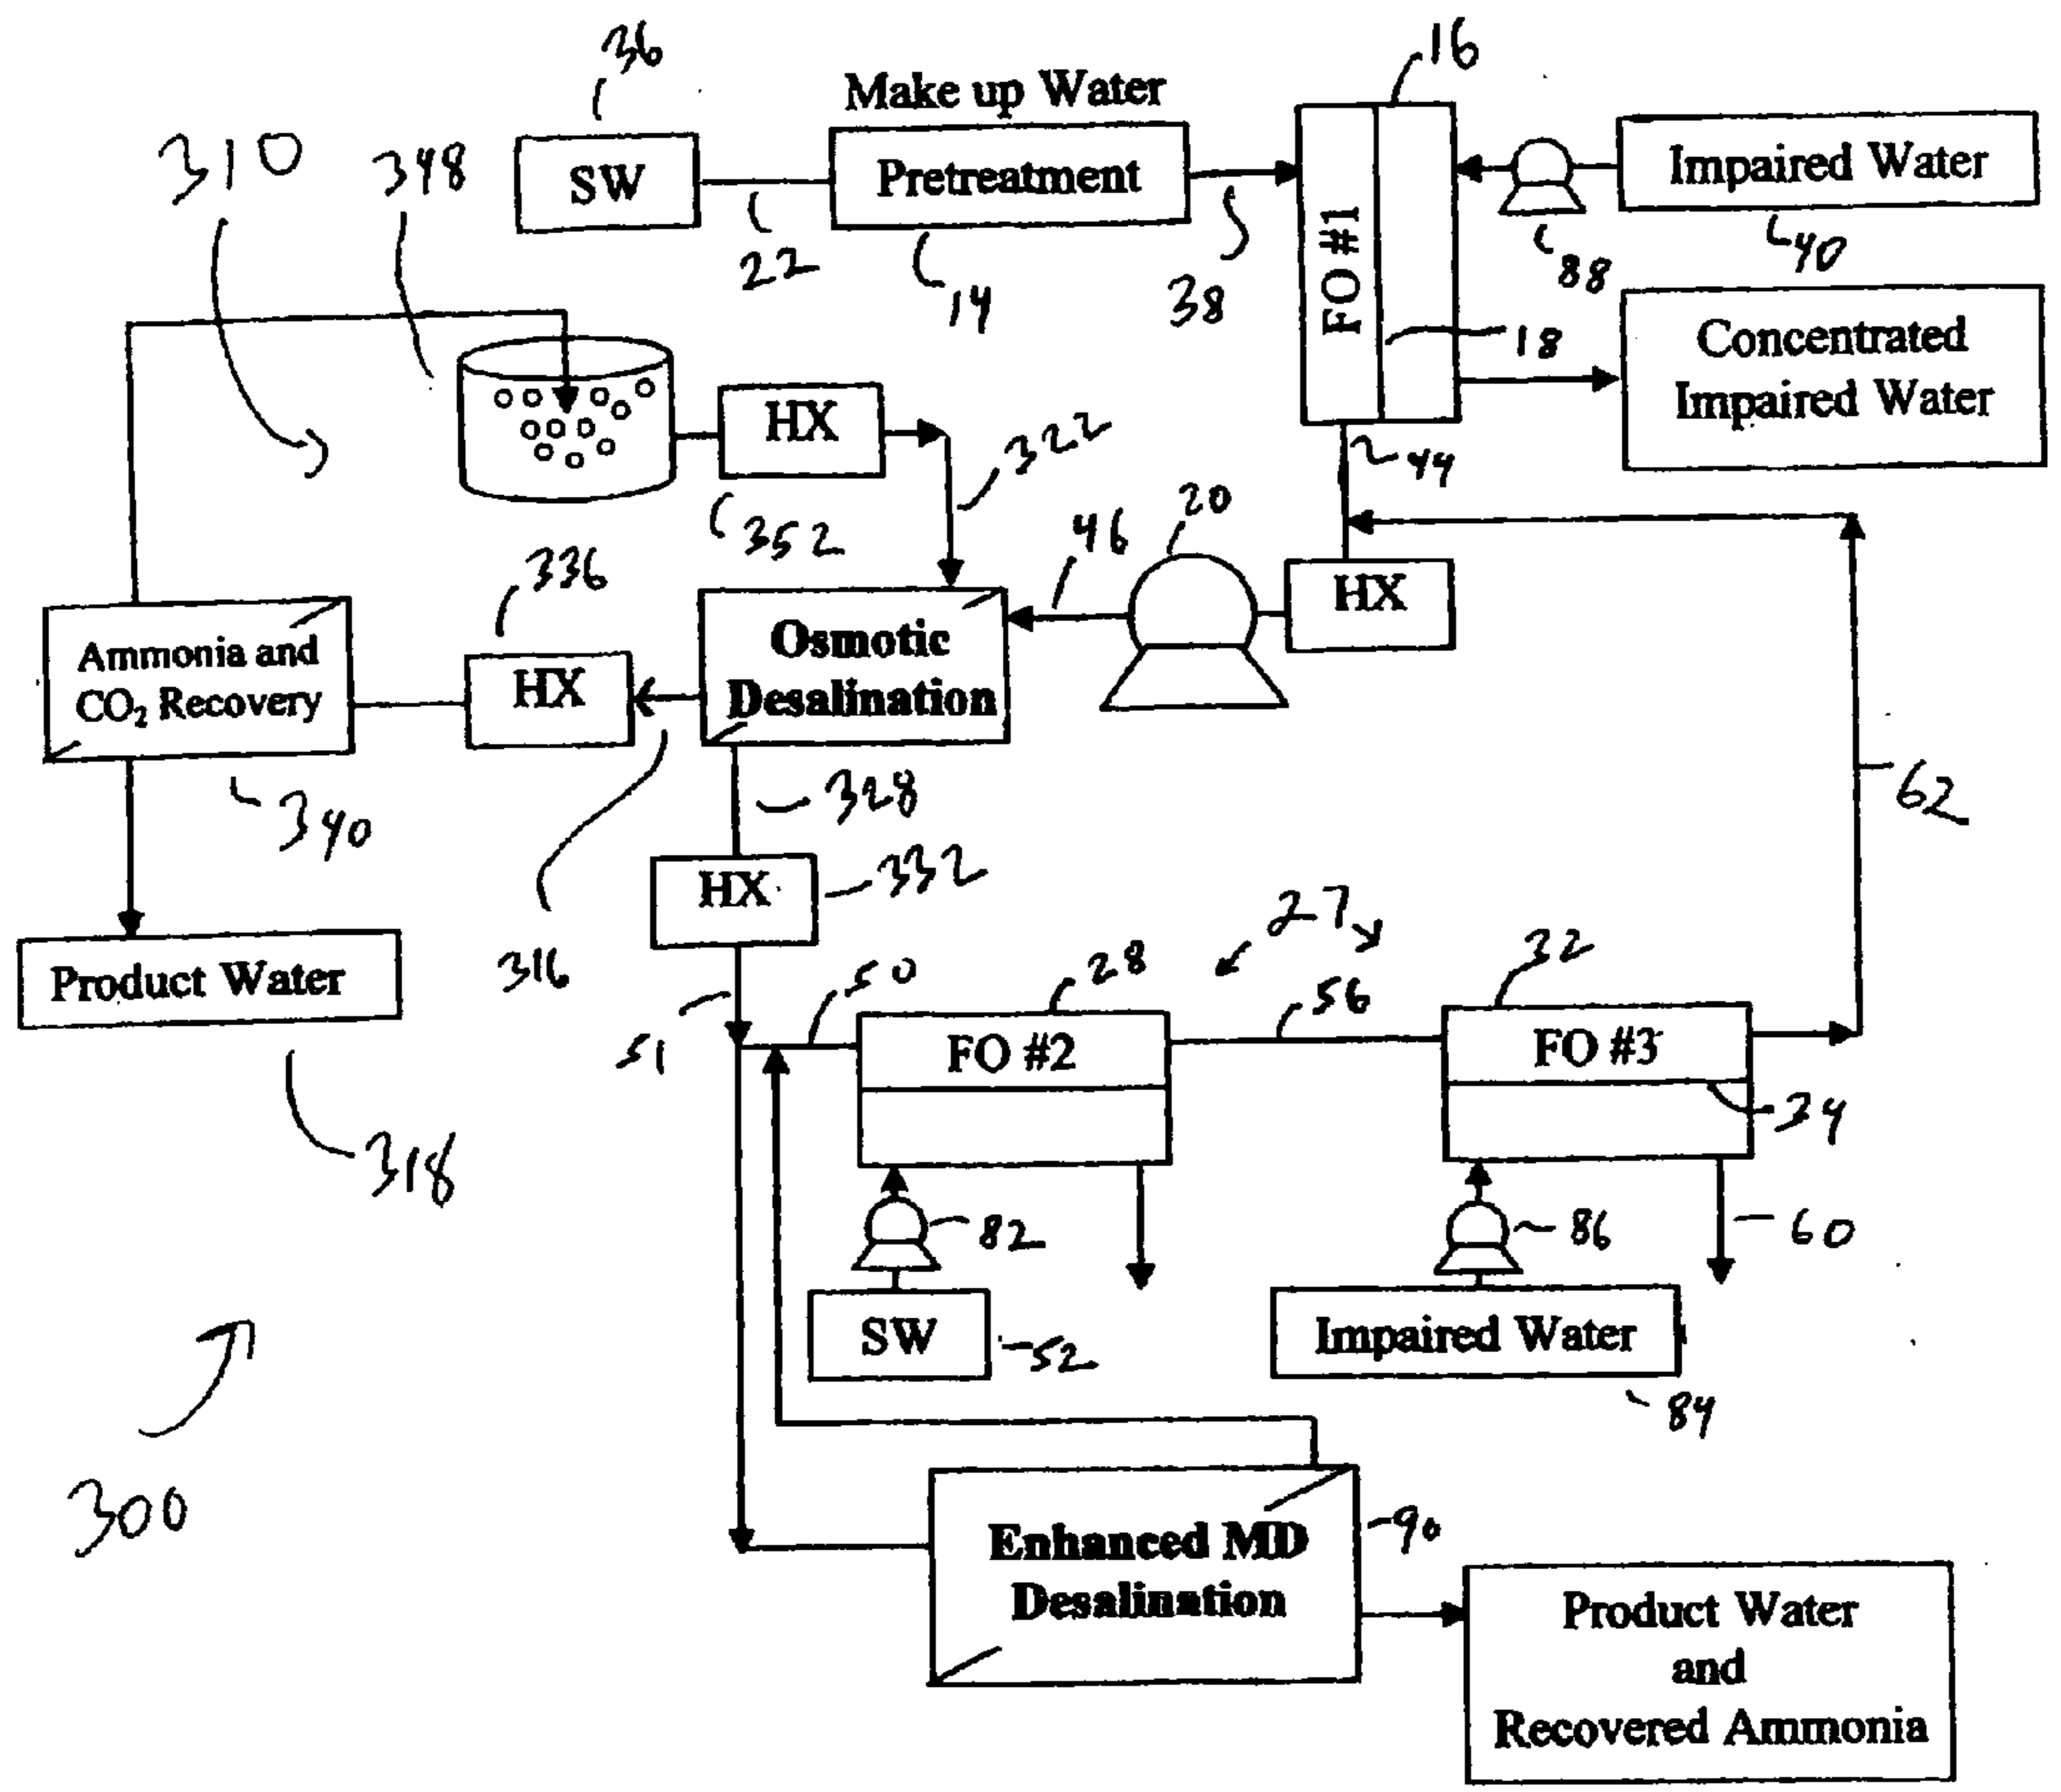 36
Make up Water
16
310
348
SW
Pretreatment
Impaired Water
22
14
38
FO #1
88
40
18
Concentrated
Impaired Water
HX
322
44
352
336
46
20
HX
Ammonia and
CO2 Recovery
HX
Osmotic
Desalination
62
340
328
HX
332
316
Product Water
318
51
50
28
27
56
32
FO #2
FO #3
34
82
86
60
SW
52
Impaired Water
84
300
Enhanced MD
Desalination
90
Product Water
and
Recovered Ammonia